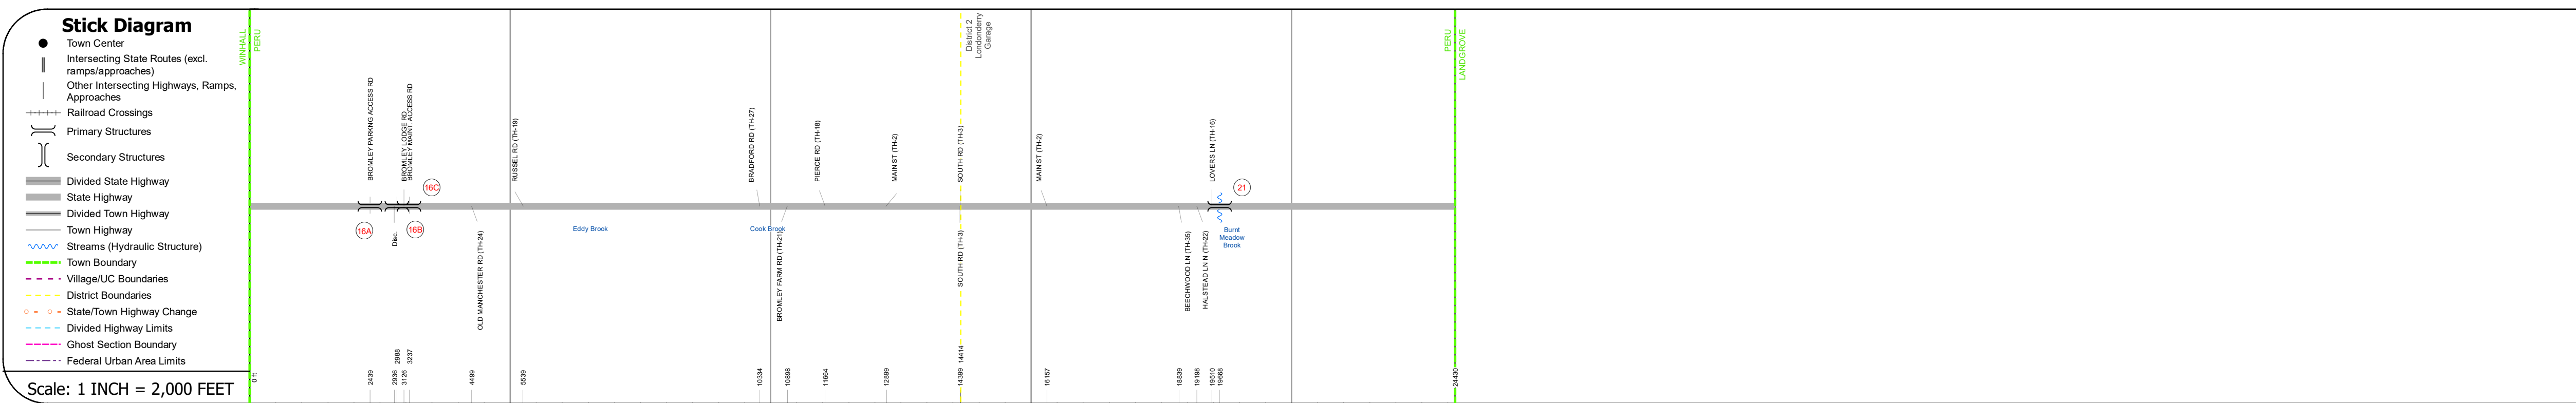 Stick Diagram
Town Center
Intersecting State Routes (excl.
ramps/approaches)
Other Intersecting Highways, Ramps,
Approaches
Railroad Crossings
Primary Structures
Secondary Structures
Divided State Highway
State Highway
Divided Town Highway
Town Highway
Streams (Hydraulic Structure)
Town Boundary
Village/UC Boundaries
District Boundaries
State/Town Highway Change
Divided Highway Limits
Ghost Section Boundary
Federal Urban Area Limits
Scale: 1 INCH = 2,000 FEET
WINHALL
PERU
District 2
Londonderry
Garage
PERU
LANDGROVE
BROMLEY PARKNG ACCESS RD
BROMLEY LODGE RD
BROMLEY MAINT. ACCESS RD
RUSSEL RD (TH-19)
BRADFORD RD (TH-27)
PIERCE RD (TH-18)
MAIN ST (TH-2)
SOUTH RD (TH-3)
MAIN ST (TH-2)
LOVERS LN (TH-16)
16C
21
16A
16B
Disc.
OLD MANCHESTER RD (TH-24)
Eddy Brook
Cook Brook
BROMLEY FARM RD (TH-21)
SOUTH RD (TH-3)
BEECHWOOD LN (TH-35)
HALSTEAD LN N (TH-22)
Burnt
Meadow
Brook
0 ft
2439
2936
2988
3126
3237
4499
5539
10334
10898
11664
12899
14399
14414
16157
18839
19198
19510
19668
24430